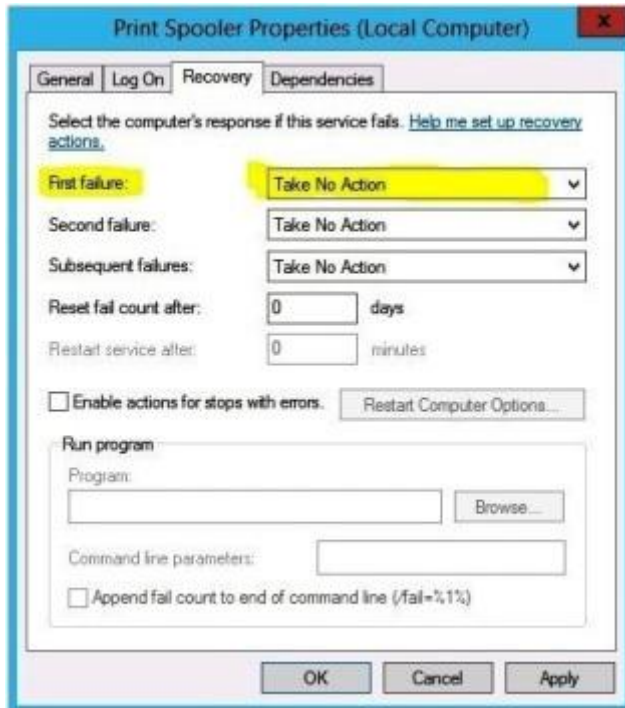 Print Spooler Properties (Local Computer)
x
General Log On Recovery Dependencies
Select the computer's response if this service fails. Help me set up recovery
actions.
First failure: Take No Action
Second failure: Take No Action
Subsequent failures: Take No Action
Reset fail count after: 0 days
Restart service after: 0 minutes
Enable actions for stops with errors. Restart Computer Options...
Run program
Program:
Browse...
Command line parameters:
Append fail count to end of command line (/fail=%1%)
OK Cancel Apply